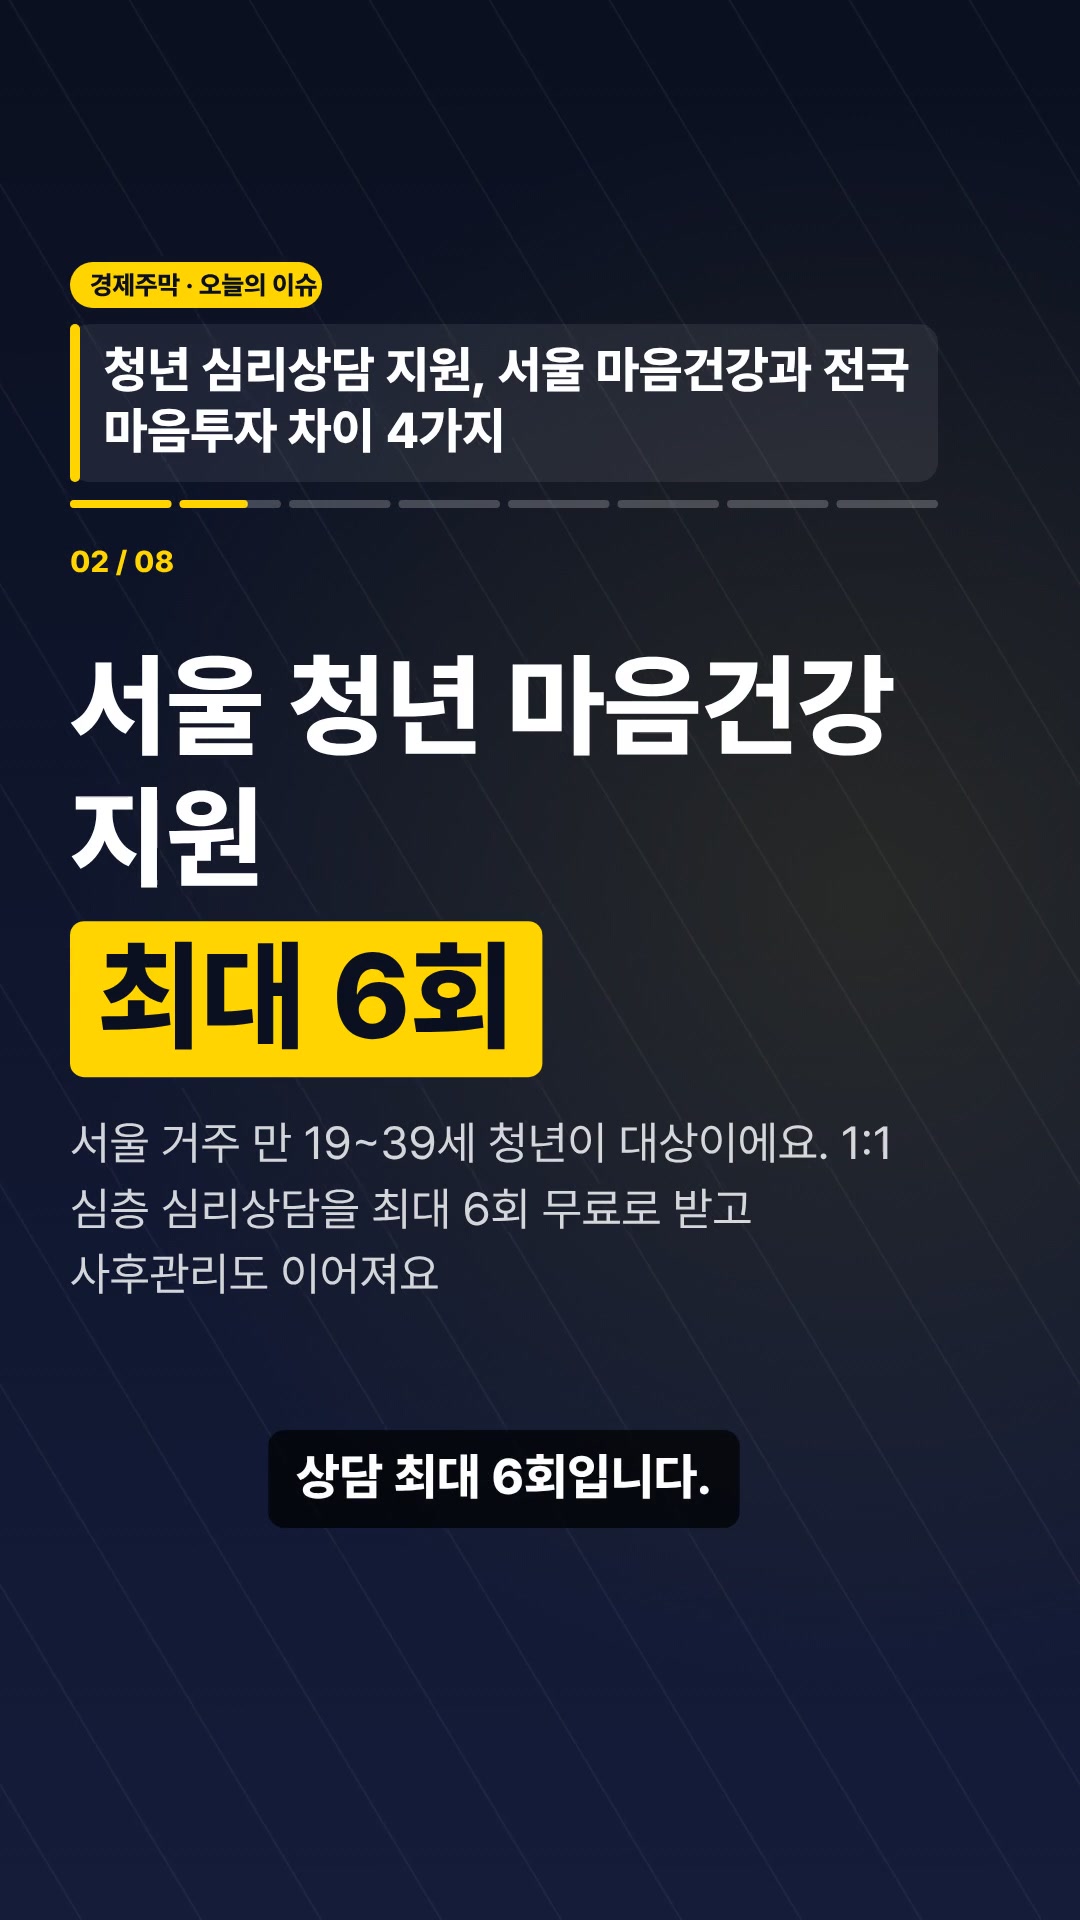 경제주막 · 오늘의 이슈
청년 심리상담 지원, 서울 마음건강과 전국
마음투자 차이 4가지
02 / 08
서울 청년 마음건강
지원
최대 6회
서울 거주 만 19~39세 청년이 대상이에요. 1:1
심층 심리상담을 최대 6회 무료로 받고
사후관리도 이어져요
상담 최대 6회입니다.